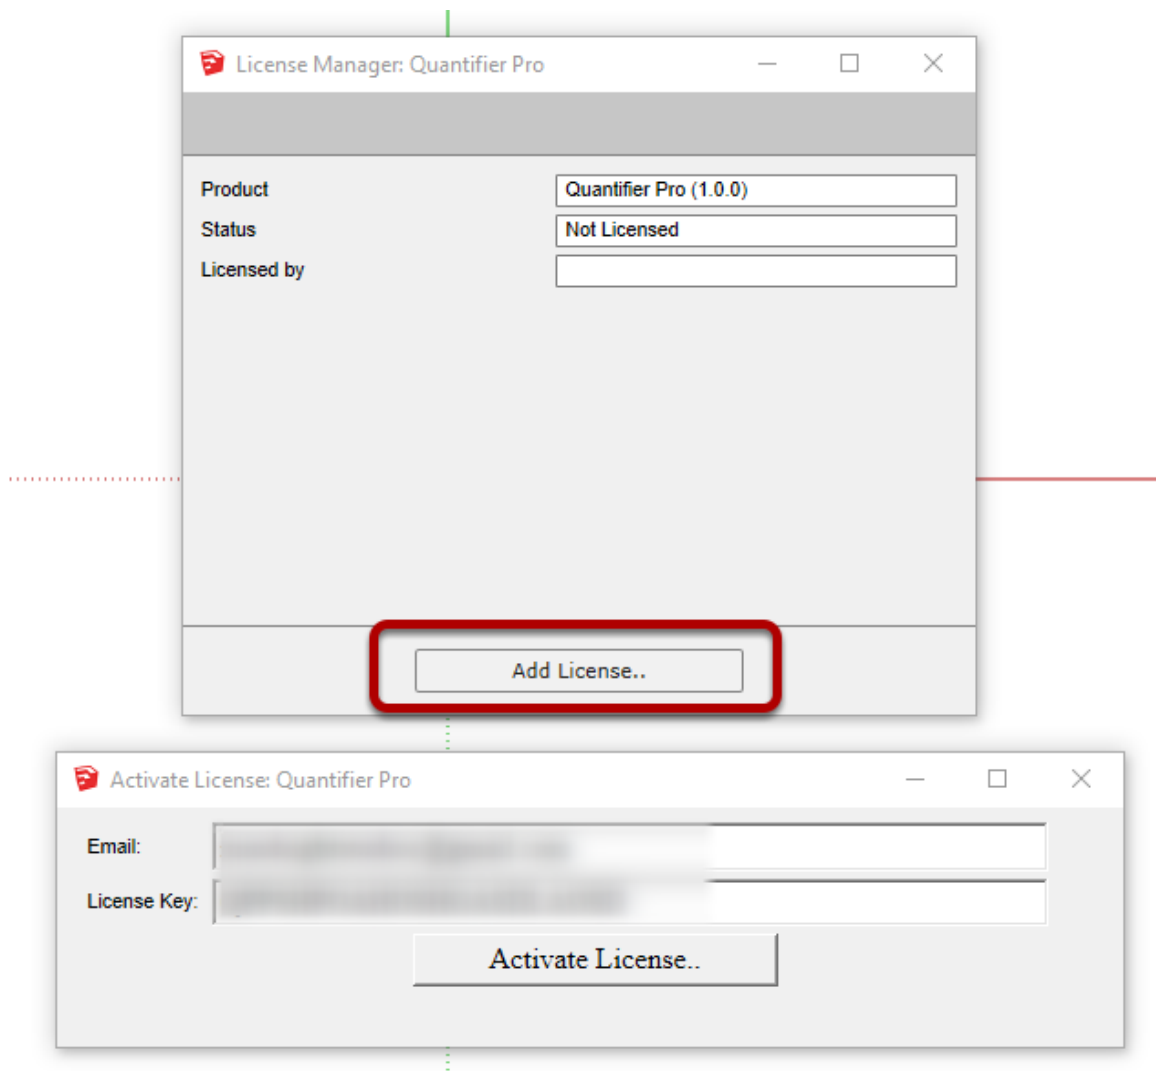 License Manager: Quantifier Pro
Product Quantifier Pro (1.0.0)
Status Not Licensed
Licensed by
Add License..
Activate License: Quantifier Pro
Email:
License Key:
Activate License..